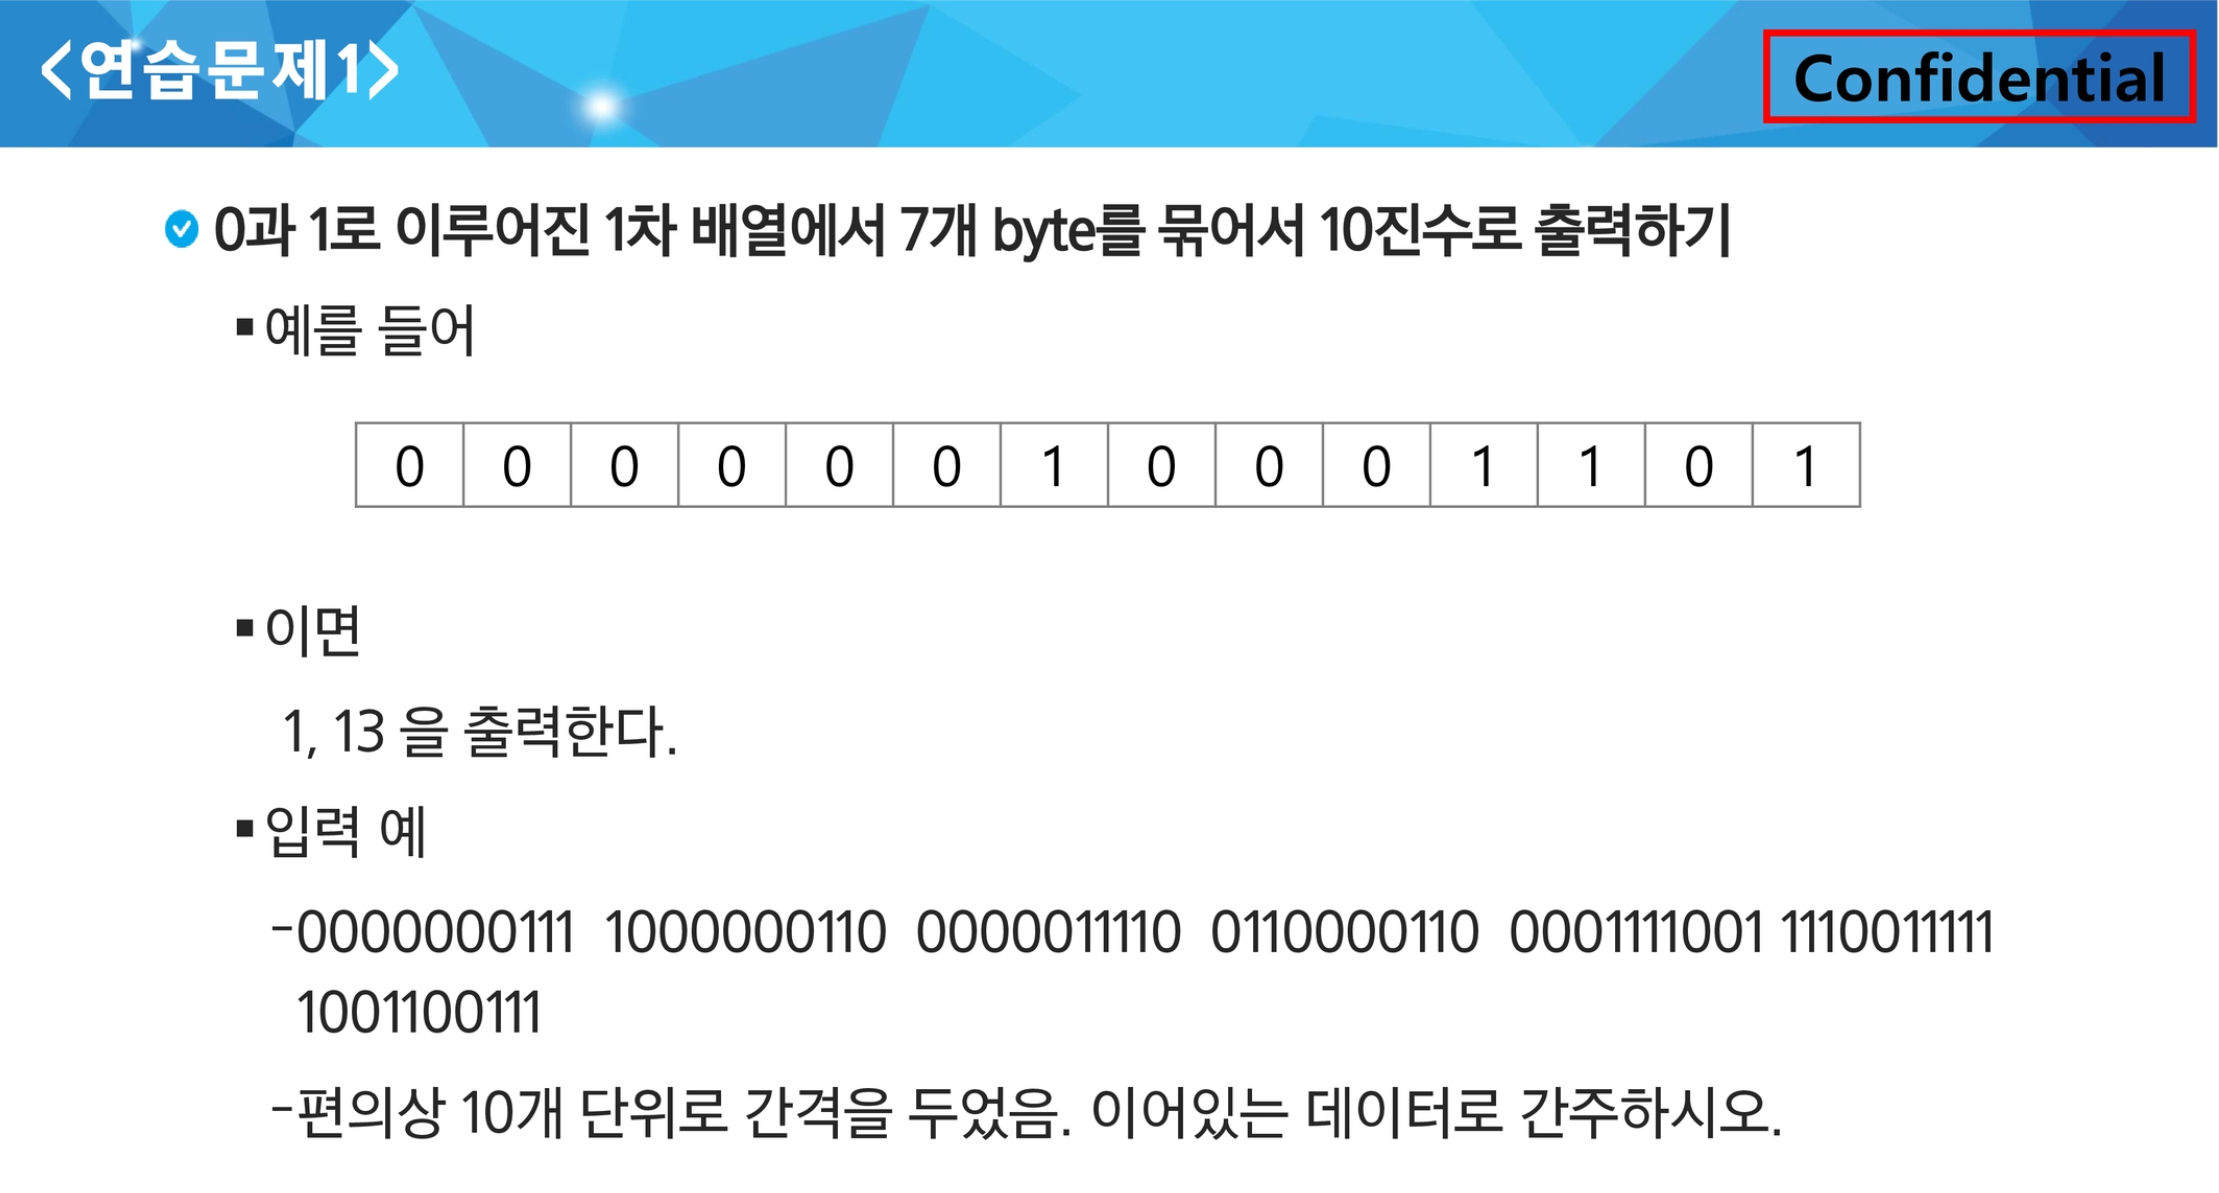 <연습문제1>
Confidential
0과 1로 이루어진 1차 배열에서 7개 byte를 묶어서 10진수로 출력하기
▪ 예를 들어
0 0 0 0 0 0 1 0 0 0 1 1 0 1
▪ 이면
1, 13 을 출력한다.
▪ 입력 예
-0000000111 1000000110 0000011110 0110000110 0001111001 1110011111
1001100111
-편의상 10개 단위로 간격을 두었음. 이어있는 데이터로 간주하시오.